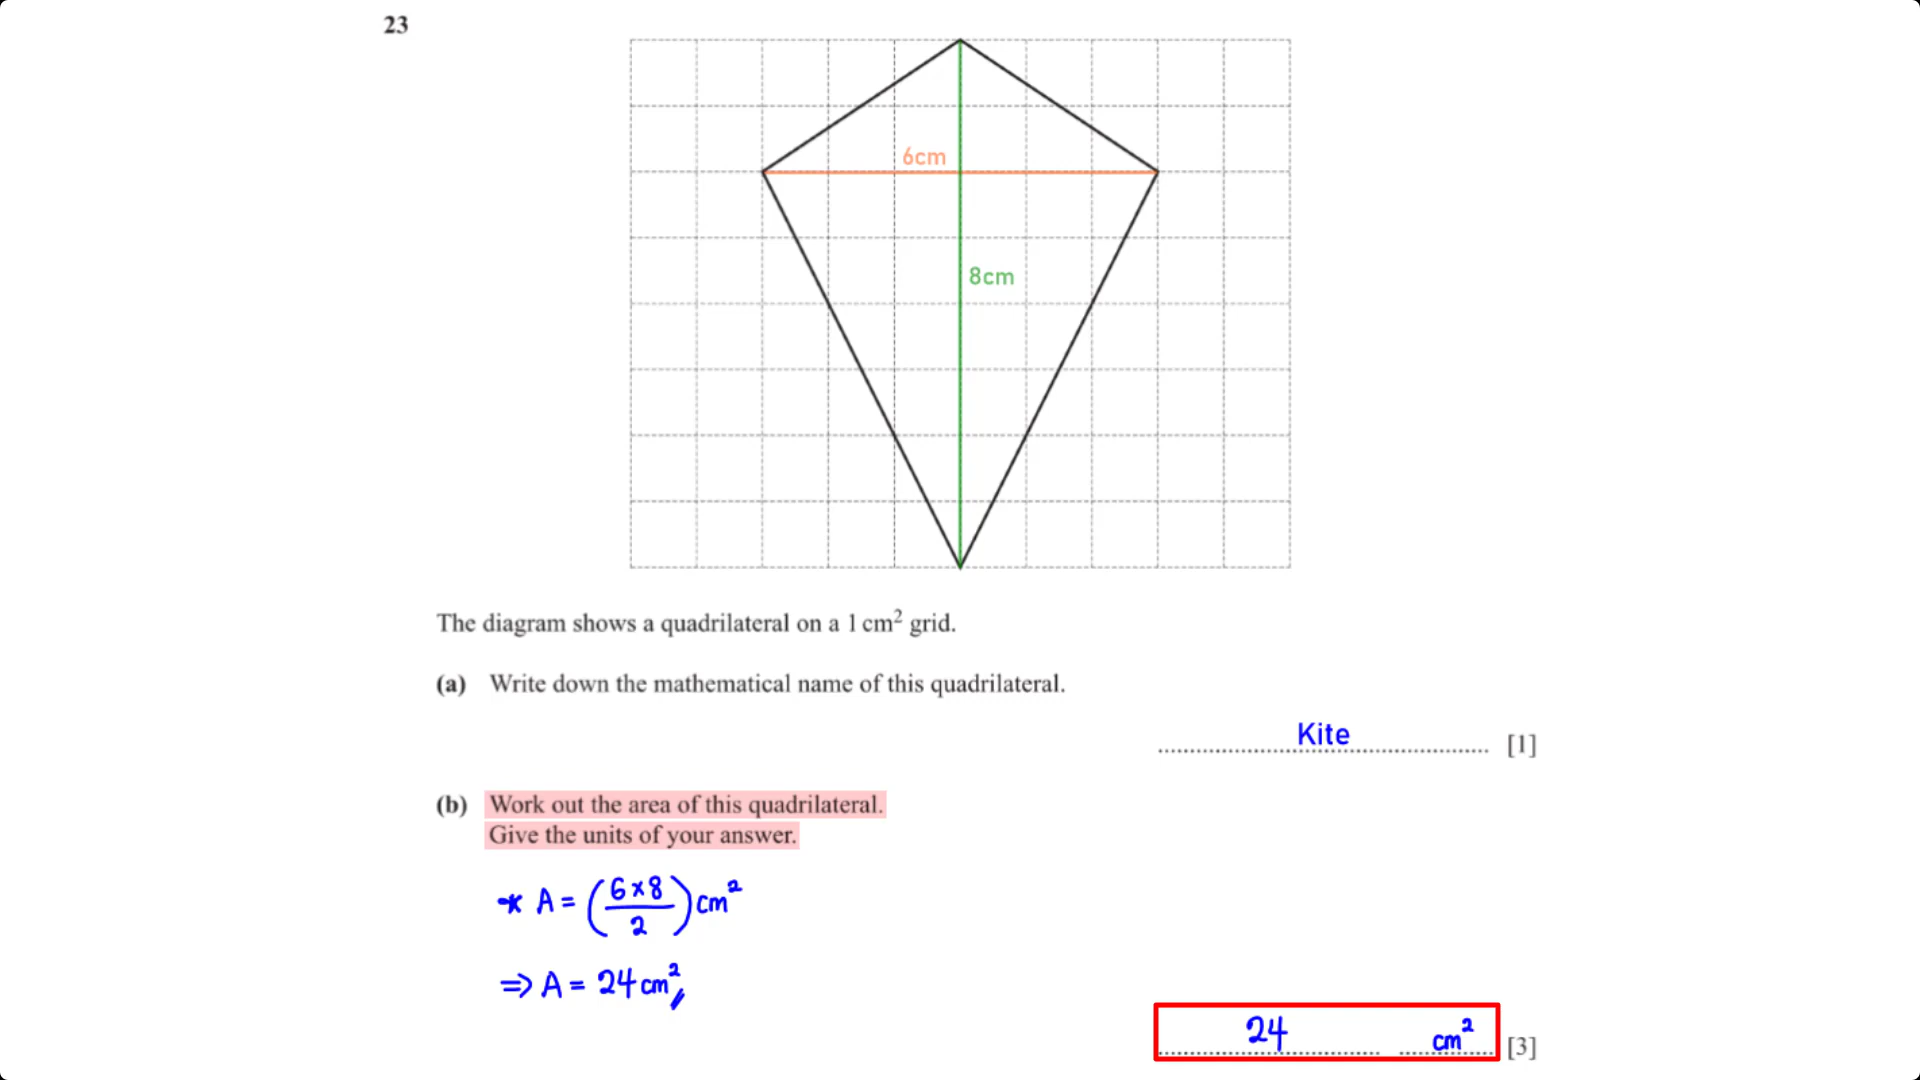 23
6cm
8cm
The diagram shows a quadrilateral on a 1 cm² grid.
(a) Write down the mathematical name of this quadrilateral.
Kite
[1]
(b) Work out the area of this quadrilateral.
Give the units of your answer.
* A = (6×8/2) cm²
⇒ A = 24 cm²
24 cm² [3]